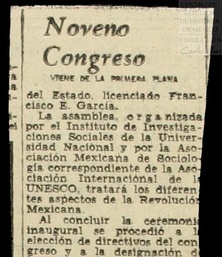 Noveno
Congreso
VIENE DE LA PRIMERA PLANA
del Estado, licenciado Fran-
cisco E. García.
La asamblea, organizada
por el Instituto de Investiga-
ciones Sociales de la Univer-
sidad Nacional y por la Aso-
ciación Mexicana de Sociolo-
gía correspondiente de la Aso-
ciación Internacional de la
UNESCO, tratará los diferen-
tes aspectos de la Revolución
Mexicana.
Al concluir la ceremonia
inaugural se procedió a la
elección de directivos del con-
greso y a la designación de